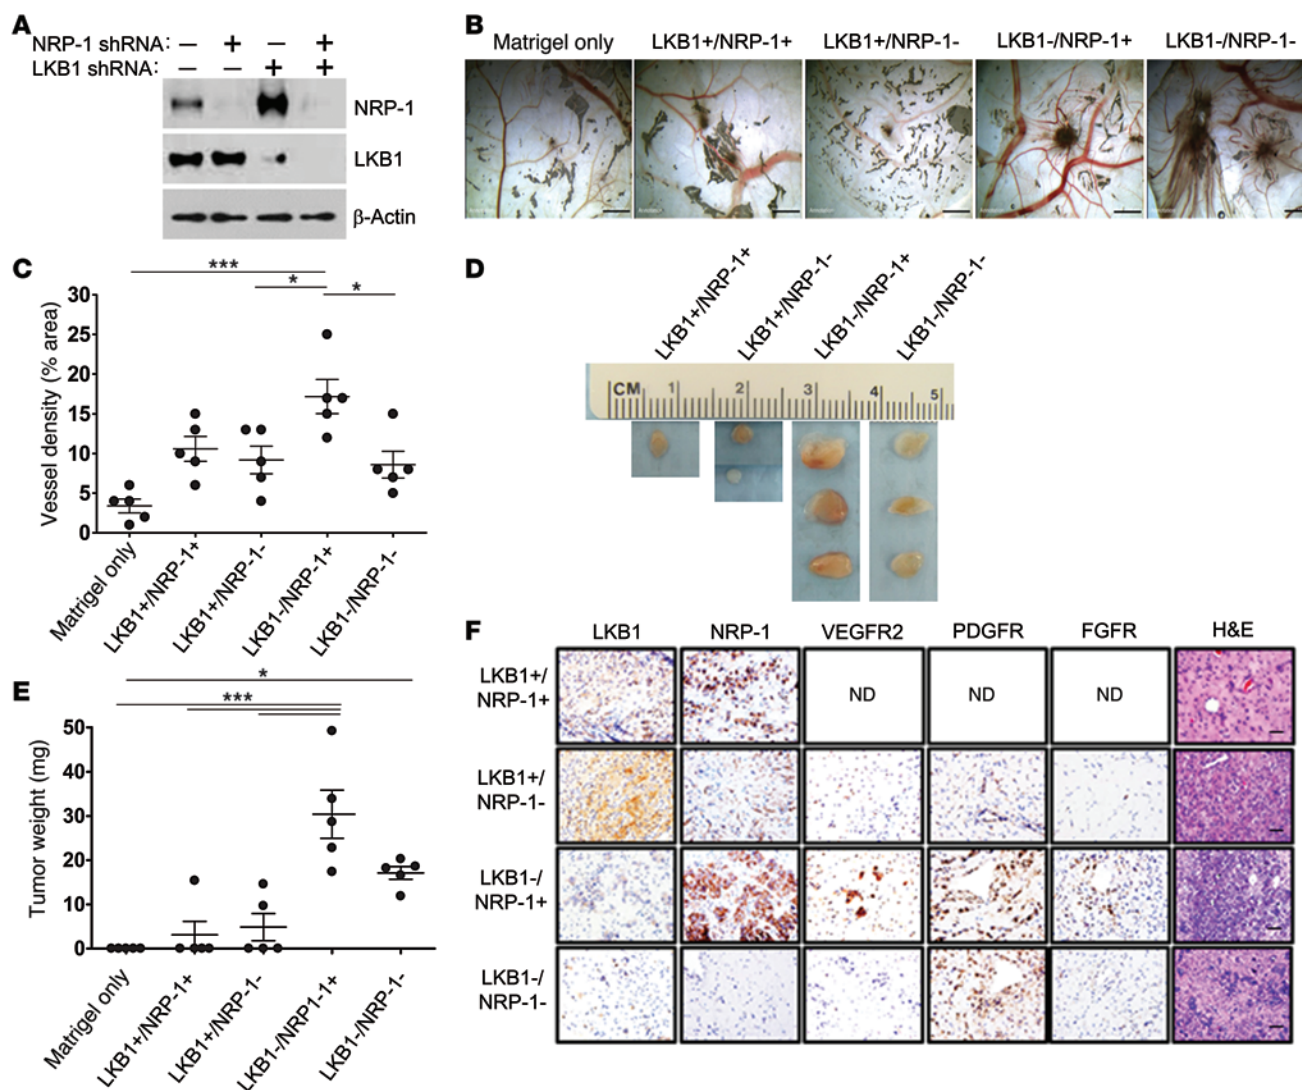 A
NRP-1 shRNA: – + – +
LKB1 shRNA: – – + +
NRP-1
LKB1
β-Actin
B
Matrigel only LKB1+/NRP-1+ LKB1+/NRP-1- LKB1-/NRP-1+ LKB1-/NRP-1-
C
*** * *
Vessel density (% area)
30
25
20
15
10
5
0
Matrigel only
LKB1+/NRP-1+
LKB1+/NRP-1-
LKB1-/NRP-1+
LKB1-/NRP-1-
D
LKB1+/NRP-1+
LKB1+/NRP-1-
LKB1-/NRP-1+
LKB1-/NRP-1-
CM 1 2 3 4 5
E
*
***
Tumor weight (mg)
50
40
30
20
10
0
Matrigel only
LKB1+/NRP-1+
LKB1+/NRP-1-
LKB1-/NRP1-1+
LKB1-/NRP-1-
F
LKB1 NRP-1 VEGFR2 PDGFR FGFR H&E
LKB1+/
NRP-1+
ND ND ND
LKB1+/
NRP-1-
LKB1-/
NRP-1+
LKB1-/
NRP-1-